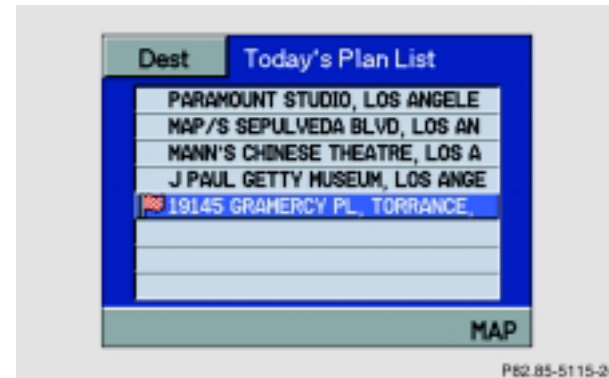 Dest Today's Plan List
PARAMOUNT STUDIO, LOS ANGELE
MAP/S SEPULVEDA BLVD, LOS AN
MANN'S CHINESE THEATRE, LOS A
J PAUL GETTY MUSEUM, LOS ANGE
19145 GRAMERCY PL, TORRANCE,
MAP
P82.85-5115-2